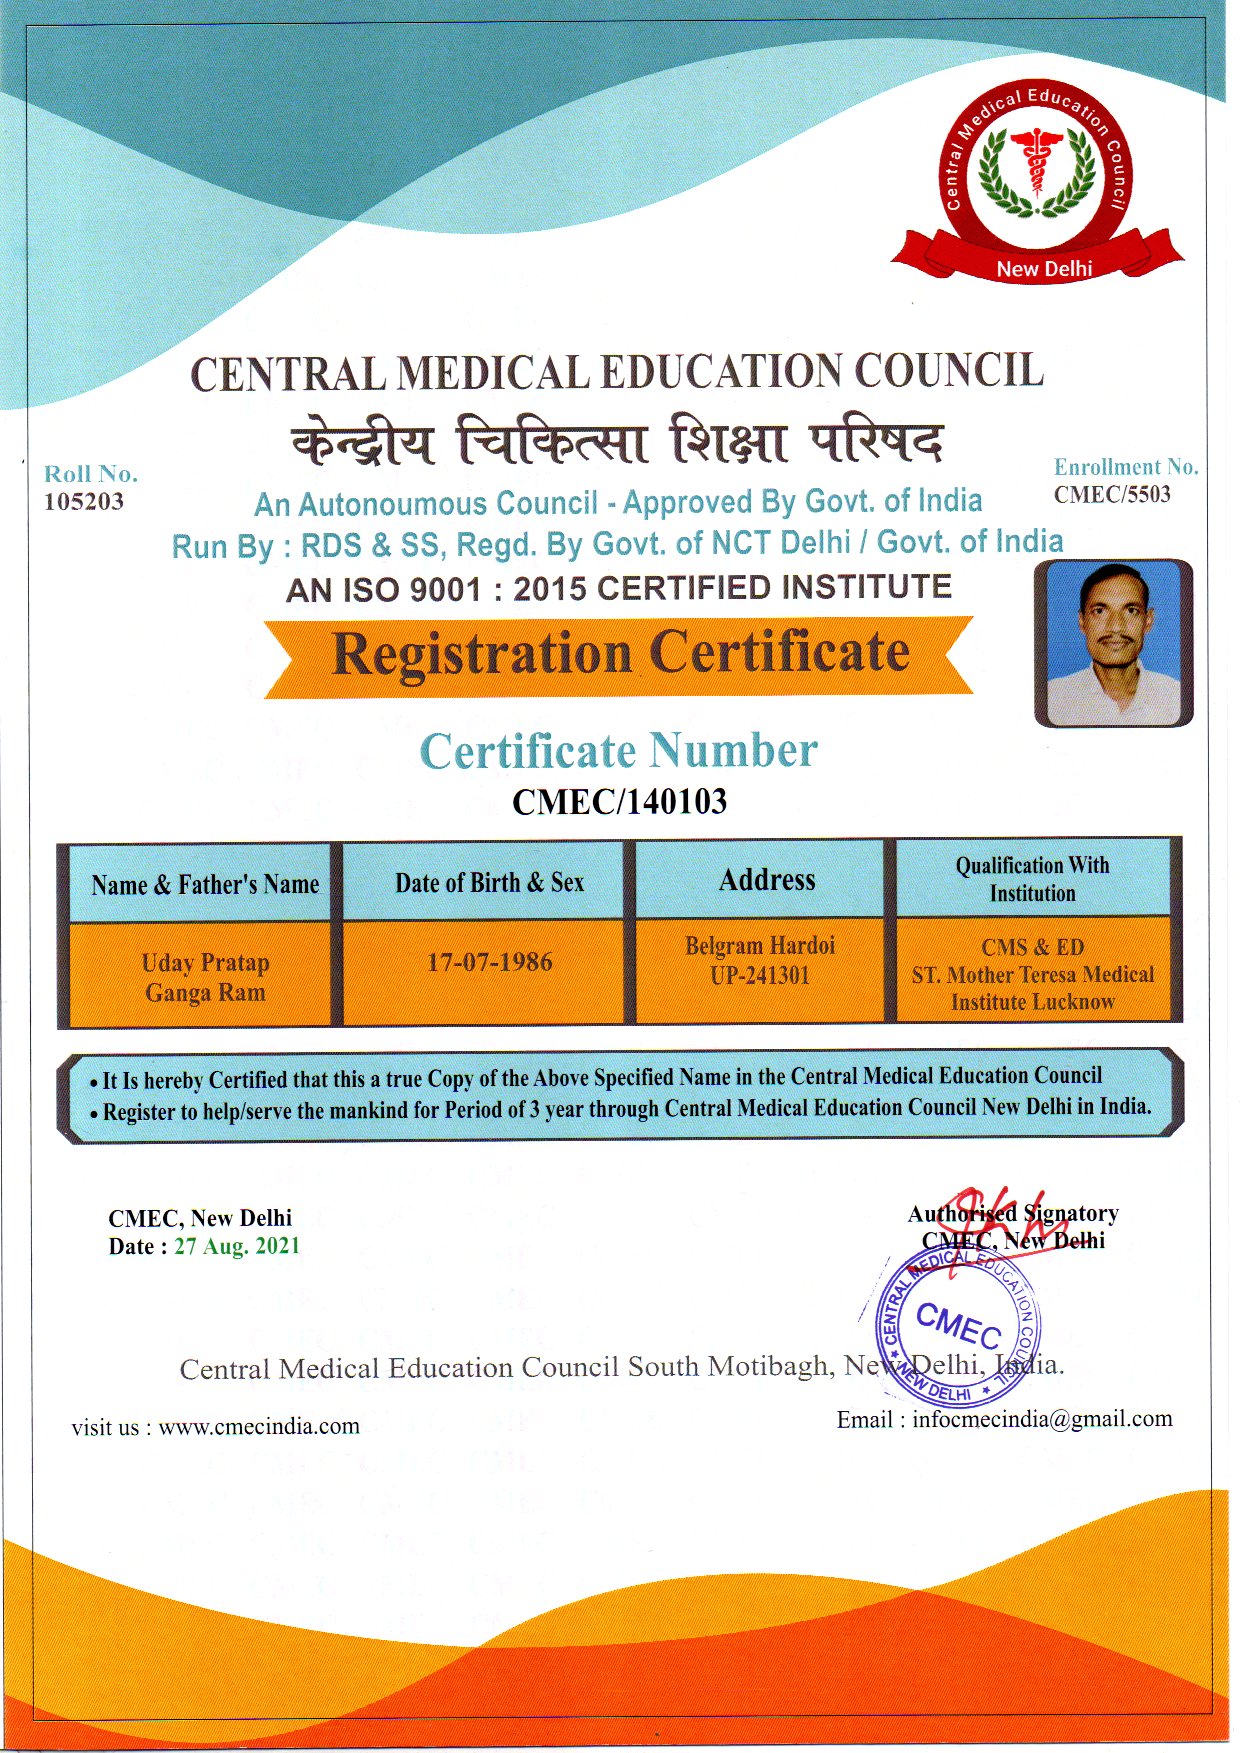 Central Medical Education Council
New Delhi
CENTRAL MEDICAL EDUCATION COUNCIL
केन्द्रीय चिकित्सा शिक्षा परिषद
Roll No.
105203
Enrollment No.
CMEC/5503
An Autonoumous Council - Approved By Govt. of India
Run By : RDS & SS, Regd. By Govt. of NCT Delhi / Govt. of India
AN ISO 9001 : 2015 CERTIFIED INSTITUTE
Registration Certificate
Certificate Number
CMEC/140103
Name & Father's Name
Date of Birth & Sex
Address
Qualification With
Institution
Uday Pratap
Ganga Ram
17-07-1986
Belgram Hardoi
UP-241301
CMS & ED
ST. Mother Teresa Medical
Institute Lucknow
• It Is hereby Certified that this a true Copy of the Above Specified Name in the Central Medical Education Council
• Register to help/serve the mankind for Period of 3 year through Central Medical Education Council New Delhi in India.
CMEC, New Delhi
Date : 27 Aug. 2021
Authorised Signatory
CMEC, New Delhi
CENTRAL MEDICAL EDUCATION COUNCIL
CMEC
★ NEW DELHI ★
Central Medical Education Council South Motibagh, New Delhi, India.
visit us : www.cmecindia.com
Email : infocmecindia@gmail.com